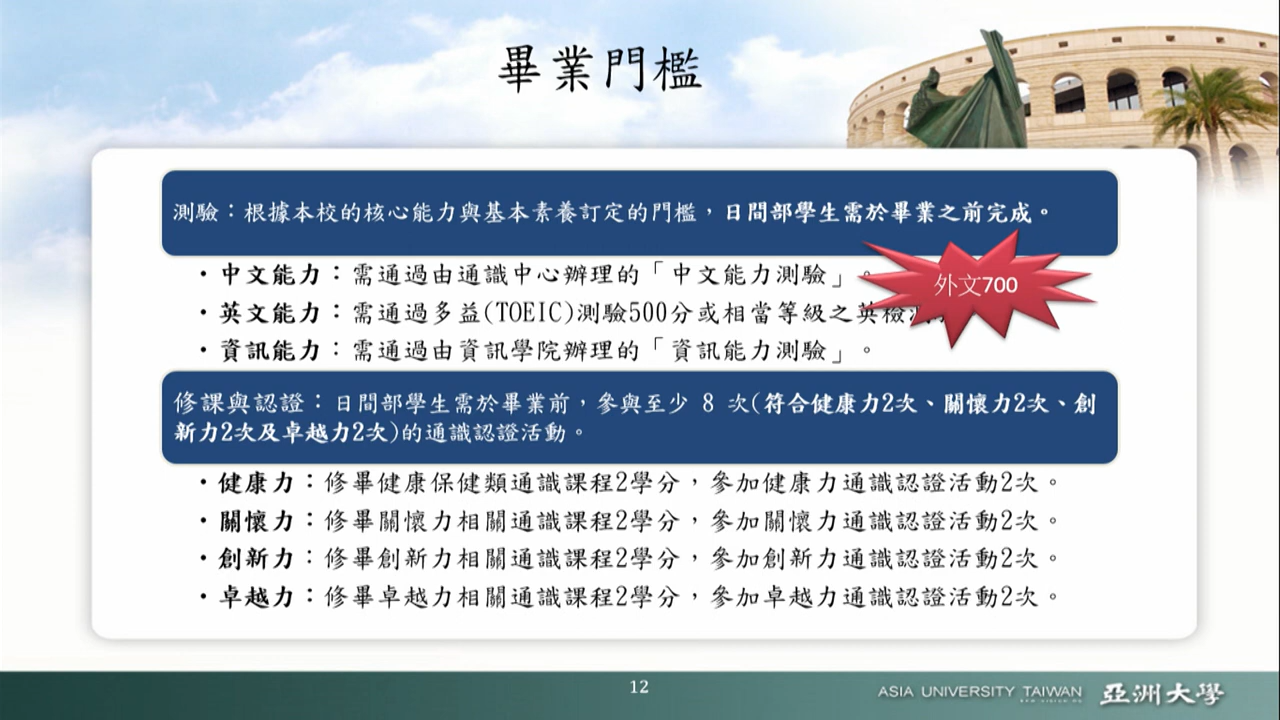 畢業門檻
測驗：根據本校的核心能力與基本素養訂定的門檻，日間部學生需於畢業之前完成。
・中文能力：需通過由通識中心辦理的「中文能力測驗」。
外文700
・英文能力：需通過多益(TOEIC)測驗500分或相當等級之英檢
・資訊能力：需通過由資訊學院辦理的「資訊能力測驗」。
修課與認證：日間部學生需於畢業前，參與至少 8 次(符合健康力2次、關懷力2次、創
新力2次及卓越力2次)的通識認證活動。
・健康力：修畢健康保健類通識課程2學分，參加健康力通識認證活動2次。
・關懷力：修畢關懷力相關通識課程2學分，參加關懷力通識認證活動2次。
・創新力：修畢創新力相關通識課程2學分，參加創新力通識認證活動2次。
・卓越力：修畢卓越力相關通識課程2學分，參加卓越力通識認證活動2次。
12
ASIA UNIVERSITY TAIWAN 亞洲大學